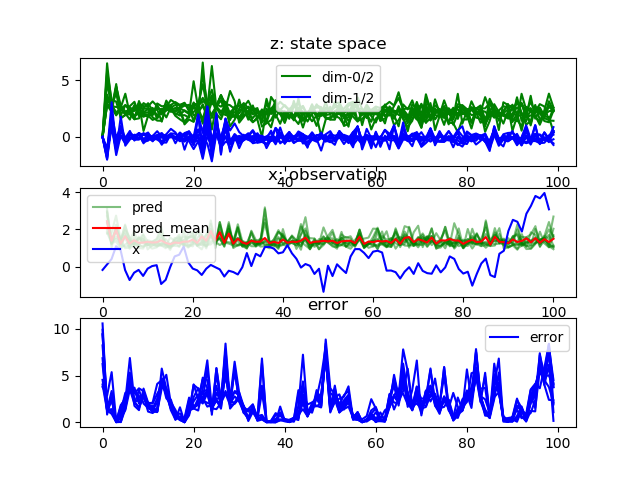 z: state space
5
0
dim-0/2
dim-1/2
0 20 40 60 80 100
x: observation
4
2
0
pred
pred_mean
x
0 20 40 60 80 100
error
10
5
0
error
0 20 40 60 80 100